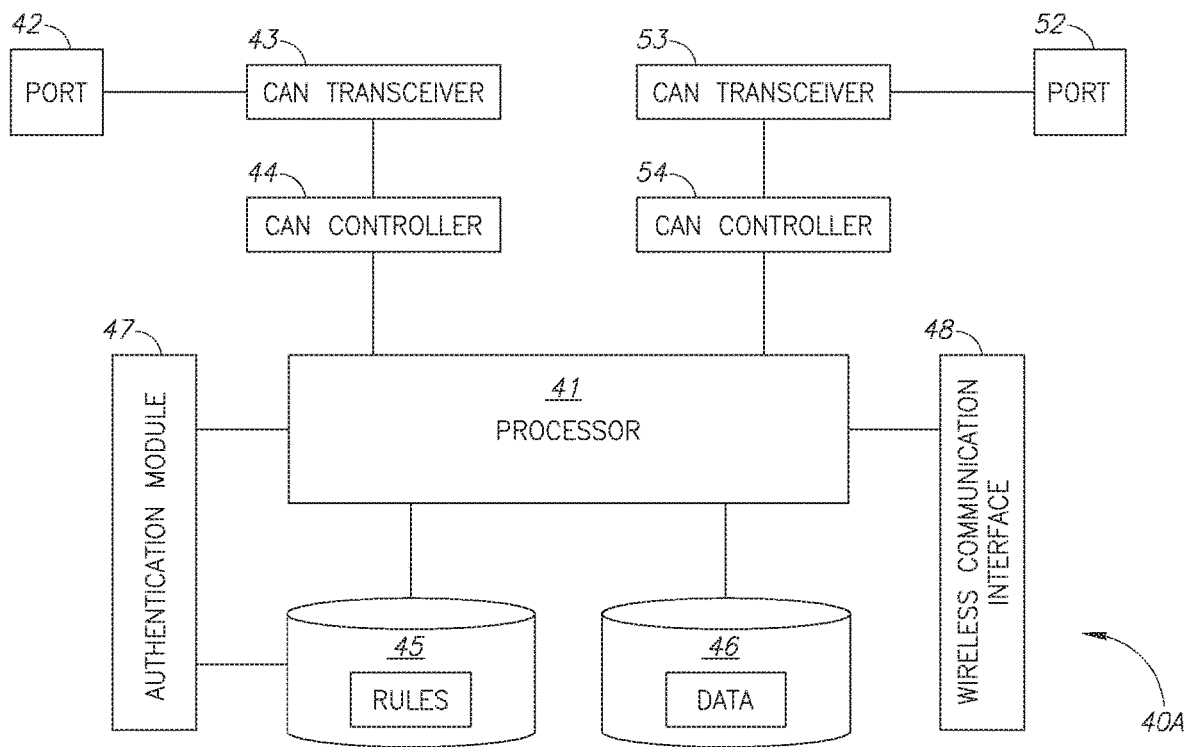 42
PORT
43
CAN TRANSCEIVER
53
CAN TRANSCEIVER
52
PORT
44
CAN CONTROLLER
54
CAN CONTROLLER
47
AUTHENTICATION MODULE
41
PROCESSOR
48
WIRELESS COMMUNICATION
INTERFACE
45
RULES
46
DATA
40A